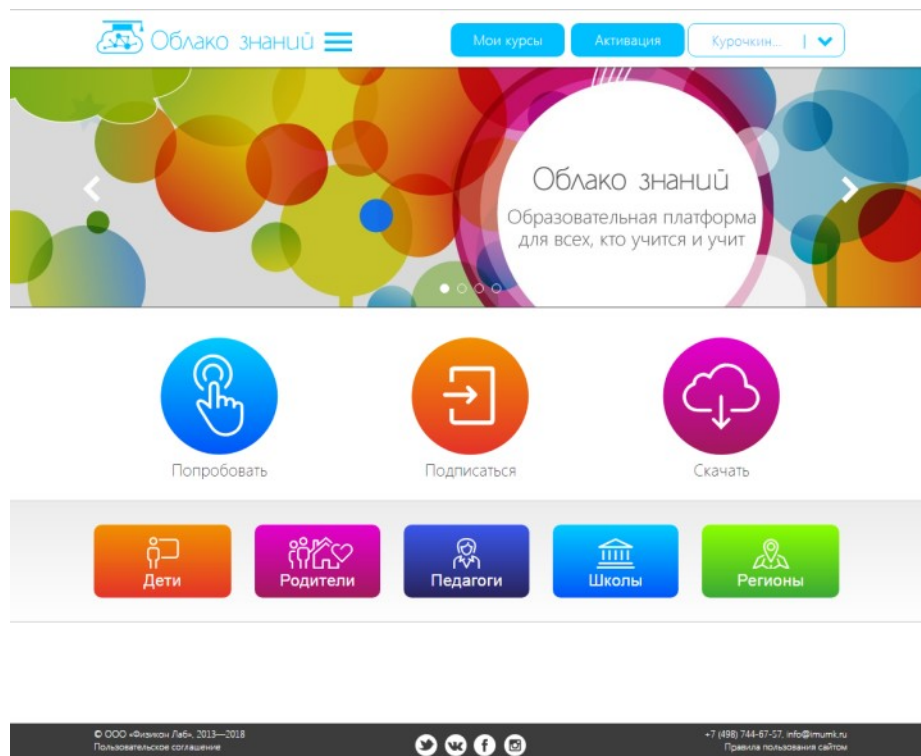 Облако знаний
Мои курсы
Активация
Курочкин...
Облако знаний
Образовательная платформа
для всех, кто учится и учит
Попробовать
Подписаться
Скачать
Дети
Родители
Педагоги
Школы
Регионы
© ООО «Физикон Лаб», 2013—2018
Пользовательское соглашение
+7 (498) 744-67-57, info@imumk.ru
Правила пользования сайтом